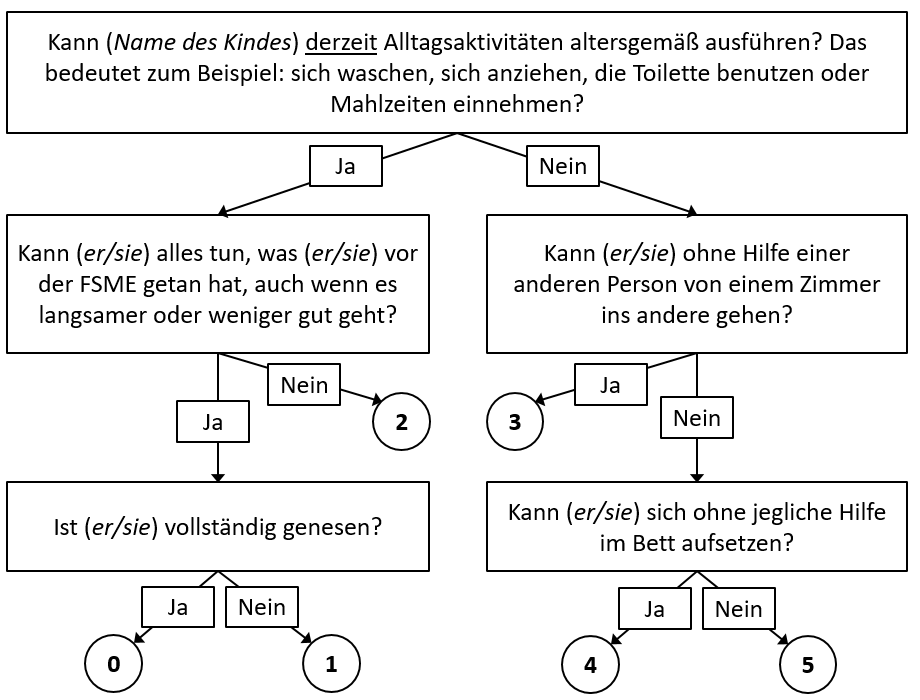 Kann (Name des Kindes) derzeit Alltagsaktivitäten altersgemäß ausführen? Das
bedeutet zum Beispiel: sich waschen, sich anziehen, die Toilette benutzen oder
Mahlzeiten einnehmen?
Ja
Nein
Kann (er/sie) alles tun, was (er/sie) vor
der FSME getan hat, auch wenn es
langsamer oder weniger gut geht?
Kann (er/sie) ohne Hilfe einer
anderen Person von einem Zimmer
ins andere gehen?
Nein
Ja
2
3
Ja
Nein
Ist (er/sie) vollständig genesen?
Kann (er/sie) sich ohne jegliche Hilfe
im Bett aufsetzen?
Ja
Nein
Ja
Nein
0
1
4
5